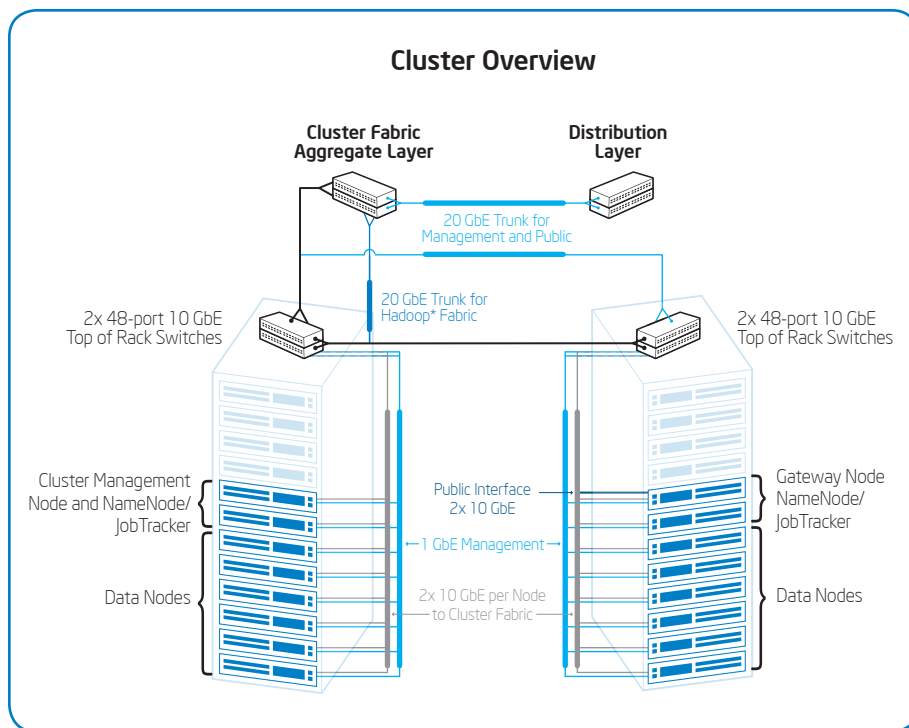 Cluster Overview
Cluster Fabric
Aggregate Layer
Distribution
Layer
20 GbE Trunk for
Management and Public
20 GbE Trunk for
Hadoop* Fabric
2x 48-port 10 GbE
Top of Rack Switches
2x 48-port 10 GbE
Top of Rack Switches
Cluster Management
Node and NameNode/
JobTracker
Public Interface
2x 10 GbE
Gateway Node
NameNode/
JobTracker
1 GbE Management
Data Nodes
2x 10 GbE per Node
to Cluster Fabric
Data Nodes